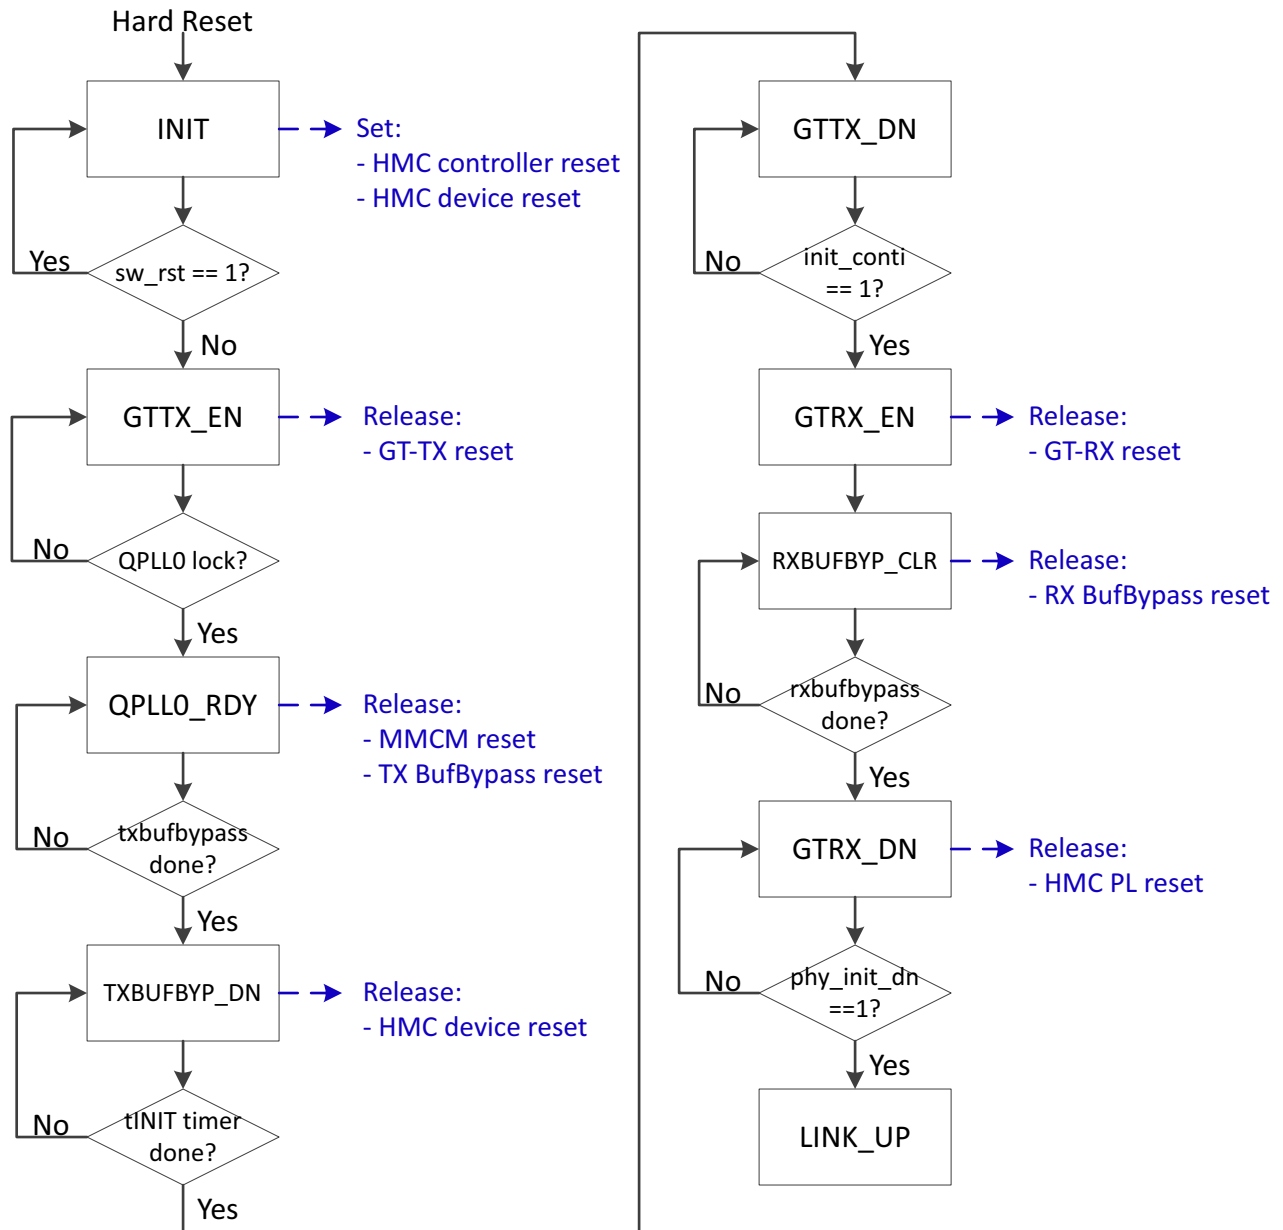 Hard Reset
INIT
Set:
- HMC controller reset
- HMC device reset
Yes
sw_rst == 1?
No
GTTX_EN
Release:
- GT-TX reset
No
QPLL0 lock?
Yes
QPLL0_RDY
Release:
- MMCM reset
- TX BufBypass reset
No
txbufbypass
done?
Yes
TXBUFBYP_DN
Release:
- HMC device reset
No
tINIT timer
done?
Yes
GTTX_DN
No
init_conti
== 1?
Yes
GTRX_EN
Release:
- GT-RX reset
RXBUFBYP_CLR
Release:
- RX BufBypass reset
No
rxbufbypass
done?
Yes
GTRX_DN
Release:
- HMC PL reset
No
phy_init_dn
==1?
Yes
LINK_UP